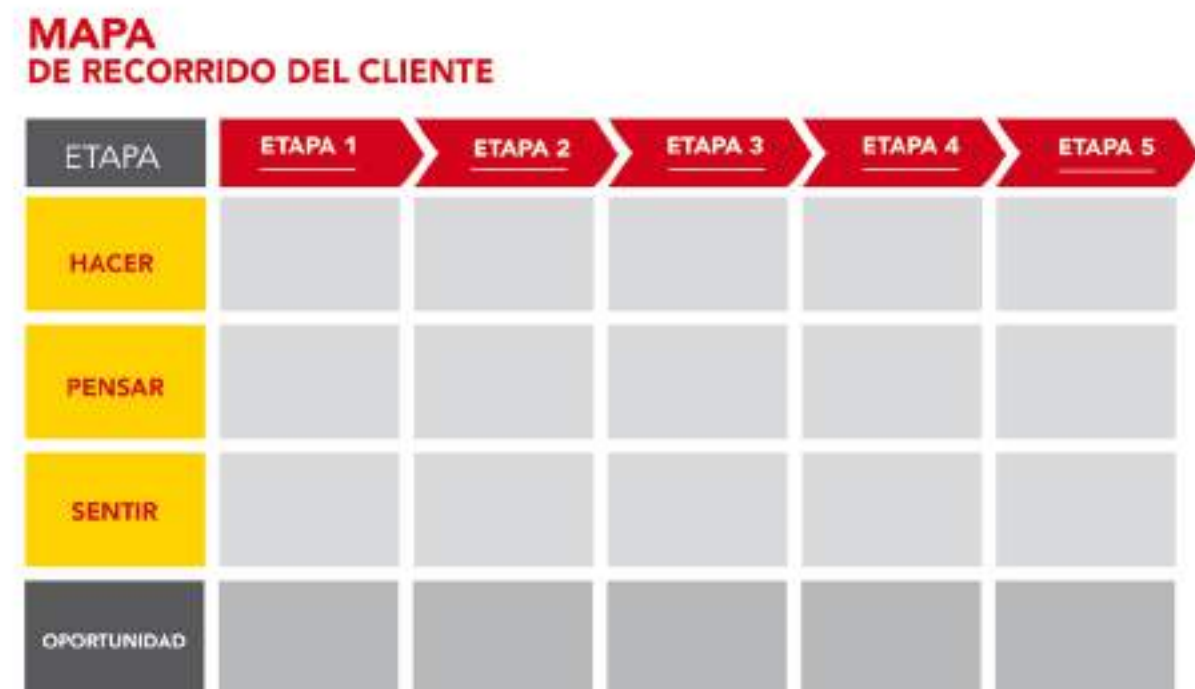 MAPA
DE RECORRIDO DEL CLIENTE
ETAPA
ETAPA 1
ETAPA 2
ETAPA 3
ETAPA 4
ETAPA 5
HACER
PENSAR
SENTIR
OPORTUNIDAD